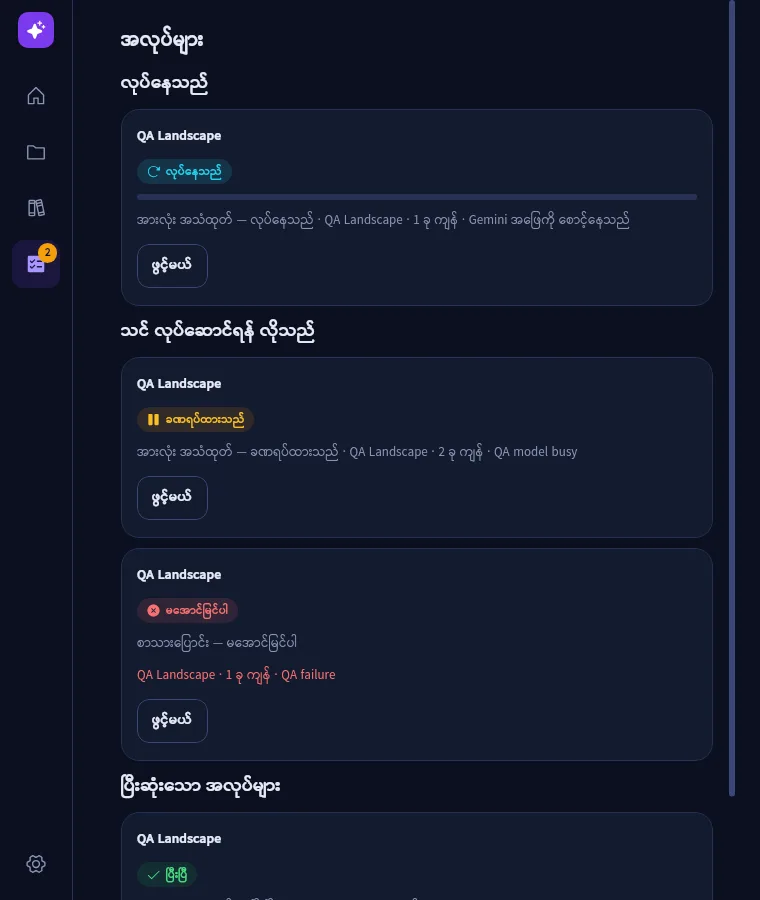 အလုပ်များ
လုပ်နေသည်
QA Landscape
လုပ်နေသည်
အားလုံး အသံထုတ် — လုပ်နေသည် · QA Landscape · 1 ခု ကျန် · Gemini အဖြေကို စောင့်နေသည်
ဖွင့်မယ်
2
သင် လုပ်ဆောင်ရန် လိုသည်
QA Landscape
ခဏရပ်ထားသည်
အားလုံး အသံထုတ် — ခဏရပ်ထားသည် · QA Landscape · 2 ခု ကျန် · QA model busy
ဖွင့်မယ်
QA Landscape
မအောင်မြင်ပါ
စာသားပြောင်း — မအောင်မြင်ပါ
QA Landscape · 1 ခု ကျန် · QA failure
ဖွင့်မယ်
ပြီးဆုံးသော အလုပ်များ
QA Landscape
ပြီးပြီ